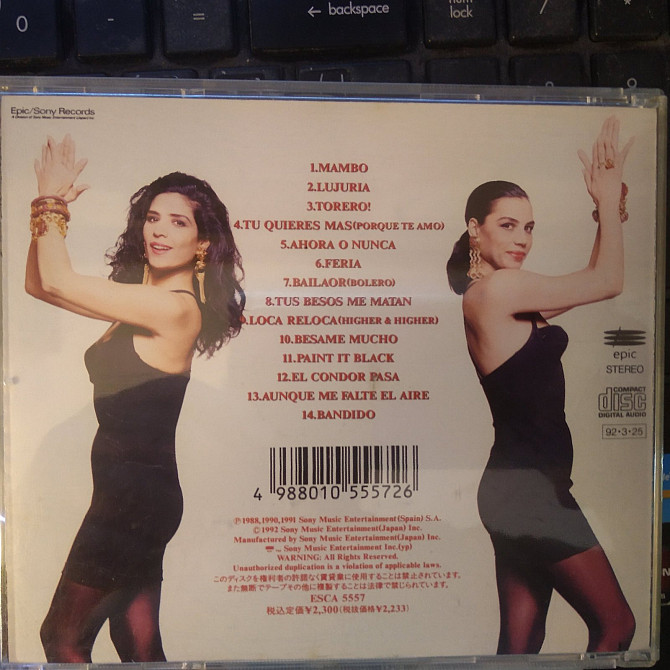 0
-
=
← backspace
num
lock
/
*
Epic/Sony Records
1.MAMBO
2.LUJURIA
3.TORERO!
4.TU QUIERES MAS(PORQUE TE AMO)
5.AHORA O NUNCA
6.FERIA
7.BAILAOR(BOLERO)
8.TUS BESOS ME MATAN
9.LOCA RELOCA(HIGHER & HIGHER)
10.BESAME MUCHO
11.PAINT IT BLACK
12.EL CONDOR PASA
13.AUNQUE ME FALTE EL AIRE
14.BANDIDO
epic
STEREO
COMPACT
disc
DIGITAL AUDIO
92・3・25
4 988010 555726
℗1988,1990,1991 Sony Music Entertainment(Spain) S.A.
©1992 Sony Music Entertainment(Japan) Inc.
Manufactured by Sony Music Entertainment(Japan) Inc.
Sony Music Entertainment Inc.(yp)
WARNING: All Rights Reserved.
Unauthorized duplication is a violation of applicable laws.
このディスクを権利者の許諾なく賃貸業に使用することは禁止されています。
また無断でテープその他に複製することは法律で禁じられています。
ESCA 5557
税込定価¥2,300(税抜価格¥2,233)